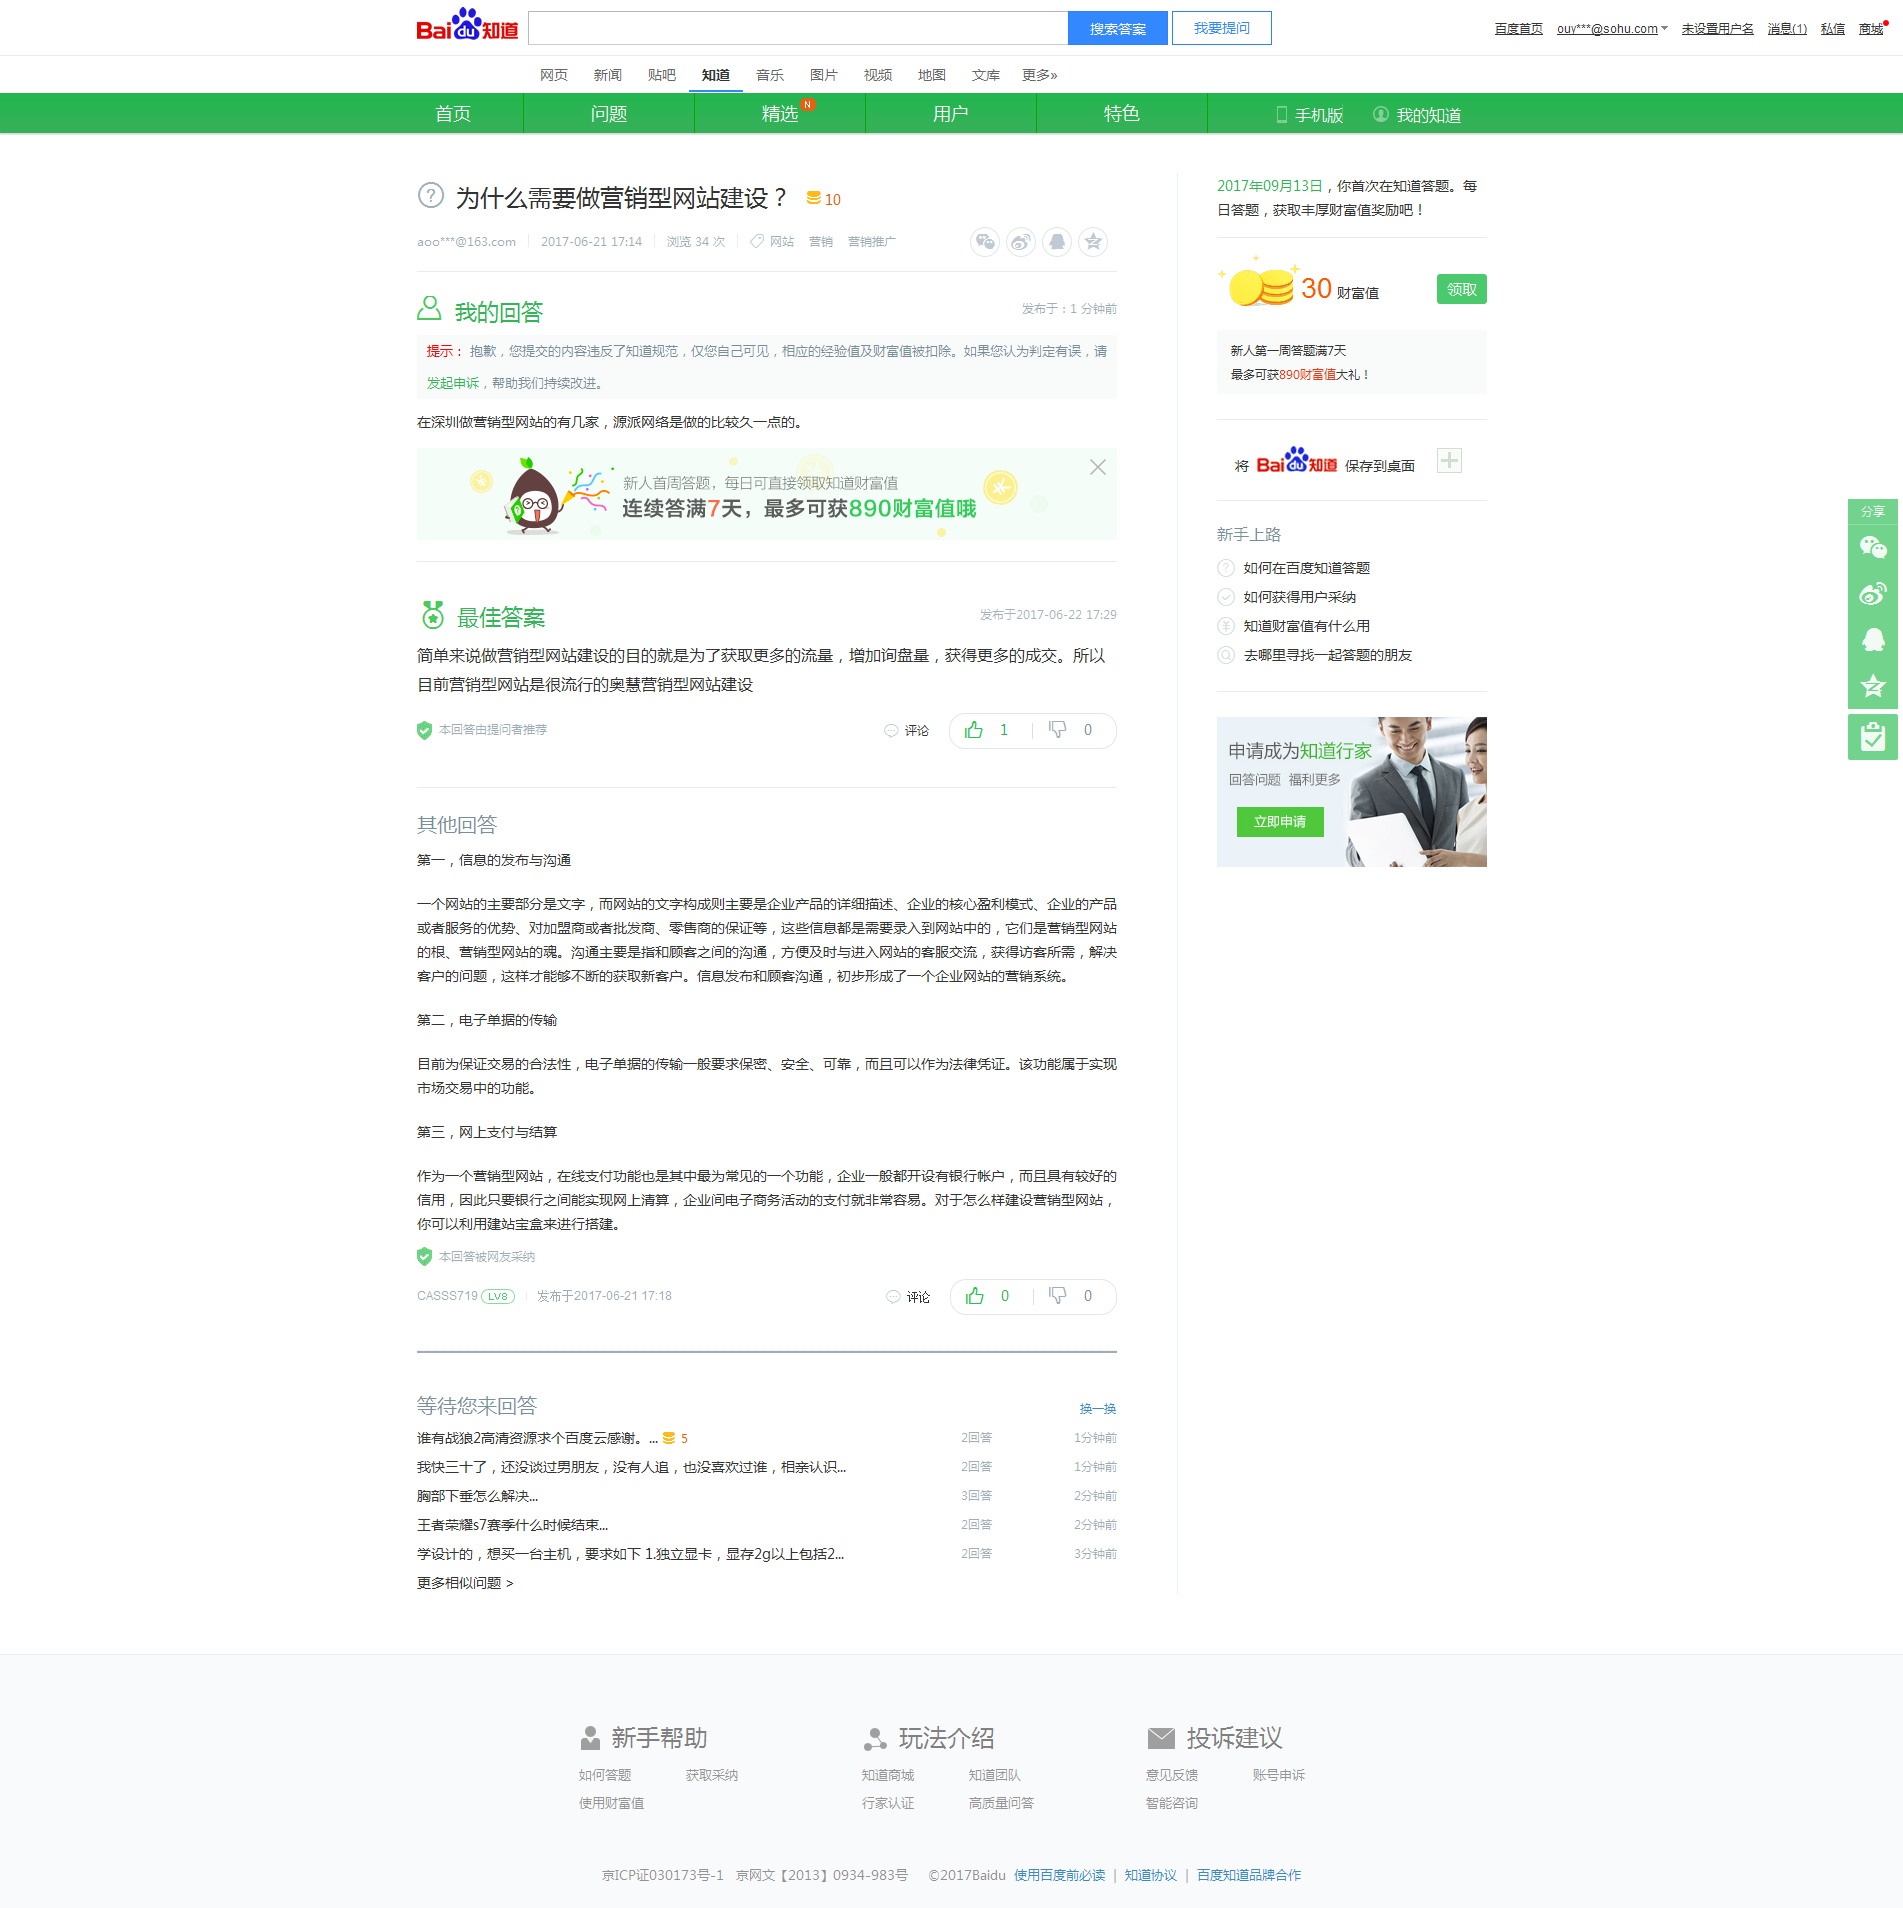 Bai du 知道
搜索答案
我要提问
百度首页 ouy***@sohu.com 未设置用户名 消息(1) 私信 商城
网页 新闻 贴吧 知道 音乐 图片 视频 地图 文库 更多»
首页 问题 精选 N 用户 特色 手机版 我的知道
为什么需要做营销型网站建设？ 10
aoo***@163.com 2017-06-21 17:14 浏览 34 次 网站 营销 营销推广
我的回答 发布于：1 分钟前
提示： 抱歉，您提交的内容违反了知道规范，仅您自己可见，相应的经验值及财富值被扣除。如果您认为判定有误，请
发起申诉，帮助我们持续改进。
在深圳做营销型网站的有几家，源派网络是做的比较久一点的。
新人首周答题，每日可直接领取知道财富值
连续答满7天，最多可获890财富值哦
最佳答案 发布于2017-06-22 17:29
简单来说做营销型网站建设的目的就是为了获取更多的流量，增加询盘量，获得更多的成交。所以
目前营销型网站是很流行的奥慧营销型网站建设
本回答由提问者推荐 评论 1 0
其他回答
第一，信息的发布与沟通
一个网站的主要部分是文字，而网站的文字构成则主要是企业产品的详细描述、企业的核心盈利模式、企业的产品
或者服务的优势、对加盟商或者批发商、零售商的保证等，这些信息都是需要录入到网站中的，它们是营销型网站
的根、营销型网站的魂。沟通主要是指和顾客之间的沟通，方便及时与进入网站的客服交流，获得访客所需，解决
客户的问题，这样才能够不断的获取新客户。信息发布和顾客沟通，初步形成了一个企业网站的营销系统。
第二，电子单据的传输
目前为保证交易的合法性，电子单据的传输一般要求保密、安全、可靠，而且可以作为法律凭证。该功能属于实现
市场交易中的功能。
第三，网上支付与结算
作为一个营销型网站，在线支付功能也是其中最为常见的一个功能，企业一般都开设有银行帐户，而且具有较好的
信用，因此只要银行之间能实现网上清算，企业间电子商务活动的支付就非常容易。对于怎么样建设营销型网站，
你可以利用建站宝盒来进行搭建。
本回答被网友采纳
CASSS719 LV8 发布于2017-06-21 17:18 评论 0 0
等待您来回答 换一换
谁有战狼2高清资源求个百度云感谢。... 5 2回答 1分钟前
我快三十了，还没谈过男朋友，没有人追，也没喜欢过谁，相亲认识... 2回答 1分钟前
胸部下垂怎么解决... 3回答 2分钟前
王者荣耀s7赛季什么时候结束... 2回答 2分钟前
学设计的，想买一台主机，要求如下 1.独立显卡，显存2g以上包括2... 2回答 3分钟前
更多相似问题 >
2017年09月13日，你首次在知道答题。每
日答题，获取丰厚财富值奖励吧！
30 财富值 领取
新人第一周答题满7天
最多可获890财富值大礼！
将 Bai du 知道 保存到桌面
新手上路
如何在百度知道答题
如何获得用户采纳
知道财富值有什么用
去哪里寻找一起答题的朋友
申请成为知道行家
回答问题 福利更多
立即申请
分享
新手帮助 玩法介绍 投诉建议
如何答题 获取采纳 知道商城 知道团队 意见反馈 账号申诉
使用财富值 行家认证 高质量问答 智能咨询
京ICP证030173号-1 京网文【2013】0934-983号 ©2017Baidu 使用百度前必读 | 知道协议 | 百度知道品牌合作